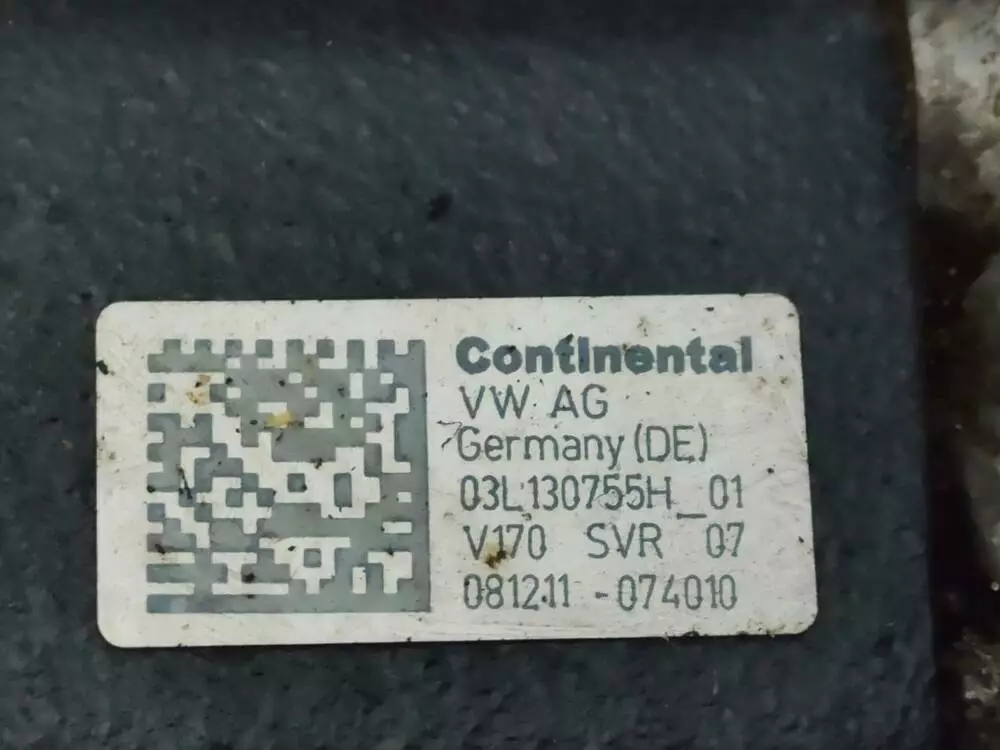 Continental
VW AG
Germany (DE)
03L130755H_01
V170 SVR 07
081211 - 074010